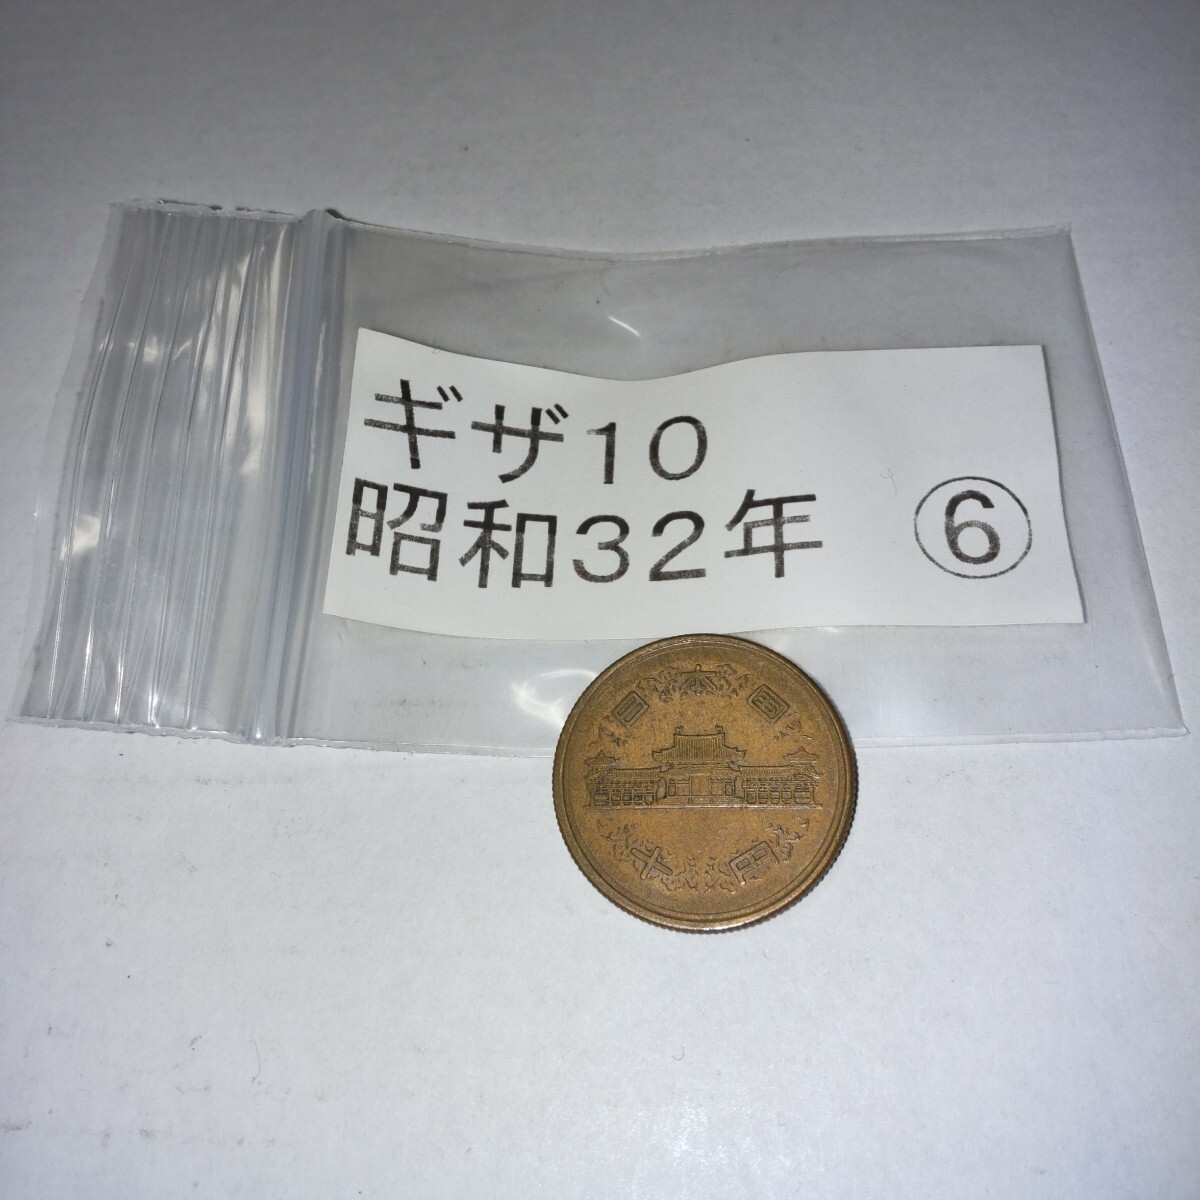 ギザ10
昭和32年 ⑥
日本国
十円